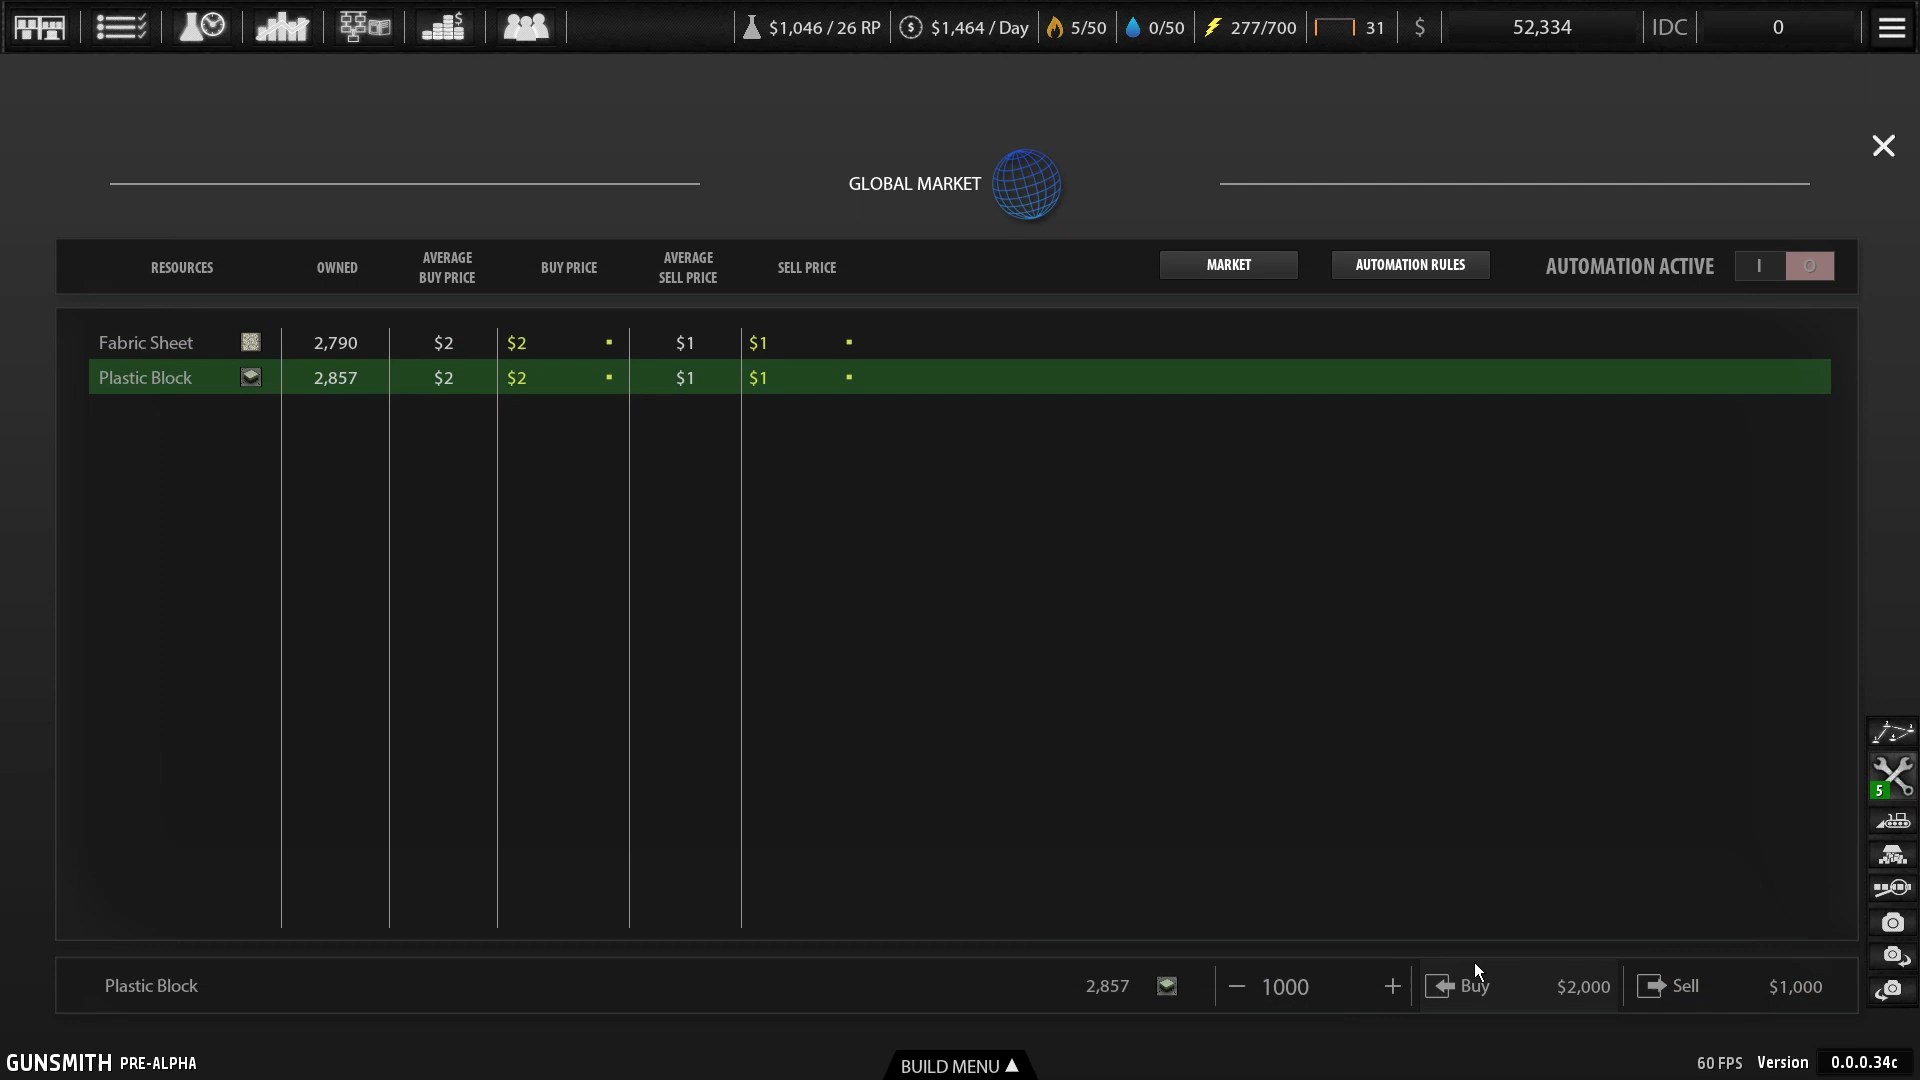 $1,046 / 26 RP $1,464 / Day 5/50 0/50 277/700 31 $ 52,334 IDC 0
GLOBAL MARKET
RESOURCES OWNED AVERAGE BUY PRICE BUY PRICE AVERAGE SELL PRICE SELL PRICE MARKET AUTOMATION RULES AUTOMATION ACTIVE I O
Fabric Sheet 2,790 $2 $2 $1 $1
Plastic Block 2,857 $2 $2 $1 $1
5
Plastic Block 2,857 − 1000 + Buy $2,000 Sell $1,000
GUNSMITH PRE-ALPHA BUILD MENU ▲ 60 FPS Version 0.0.0.34c